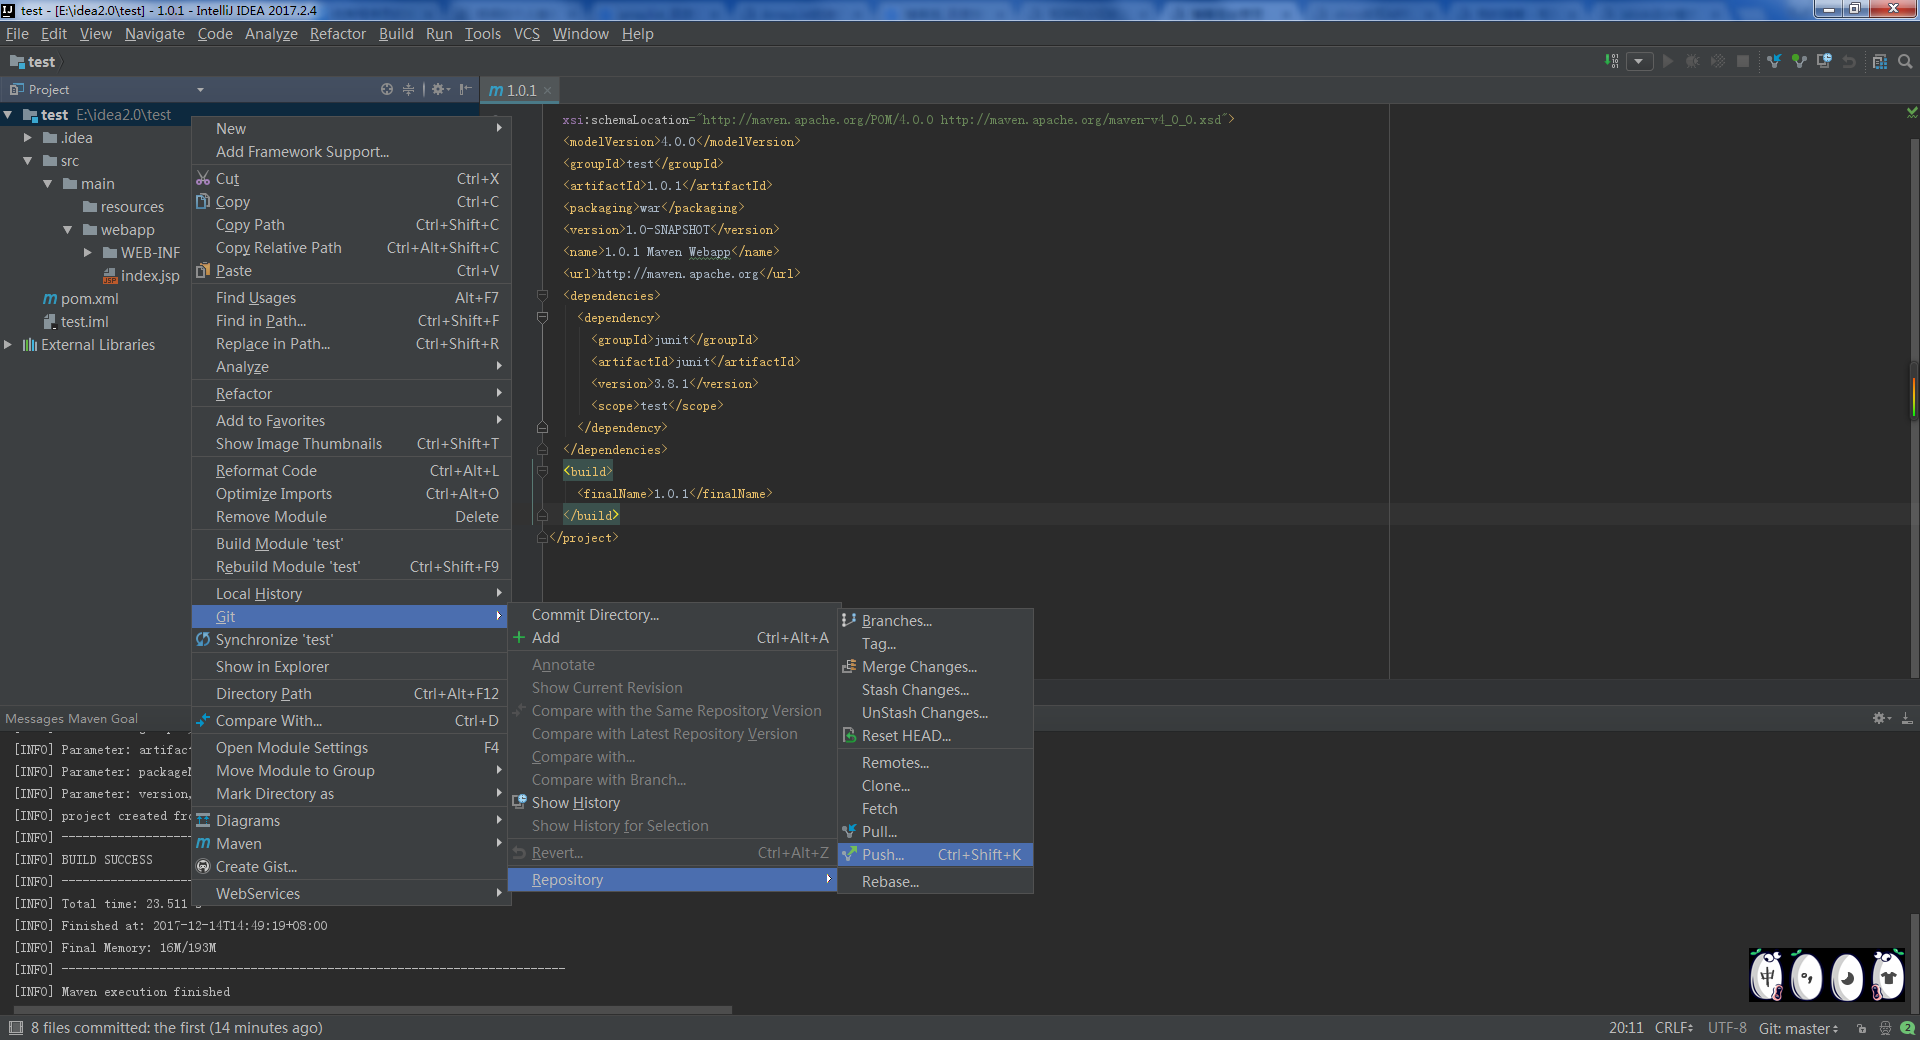 test - [E:\idea2.0\test] - 1.0.1 - IntelliJ IDEA 2017.2.4
File Edit View Navigate Code Analyze Refactor Build Run Tools VCS Window Help
test
Project
1.0.1
test E:\idea2.0\test
.idea
src
main
resources
webapp
WEB-INF
index.jsp
pom.xml
test.iml
External Libraries
New
Add Framework Support...
Cut Ctrl+X
Copy Ctrl+C
Copy Path Ctrl+Shift+C
Copy Relative Path Ctrl+Alt+Shift+C
Paste Ctrl+V
Find Usages Alt+F7
Find in Path... Ctrl+Shift+F
Replace in Path... Ctrl+Shift+R
Analyze
Refactor
Add to Favorites
Show Image Thumbnails Ctrl+Shift+T
Reformat Code Ctrl+Alt+L
Optimize Imports Ctrl+Alt+O
Remove Module Delete
Build Module 'test'
Rebuild Module 'test' Ctrl+Shift+F9
Local History
Git
Synchronize 'test'
Show in Explorer
Directory Path Ctrl+Alt+F12
Compare With... Ctrl+D
Open Module Settings F4
Move Module to Group
Mark Directory as
Diagrams
Maven
Create Gist...
WebServices
xsi:schemaLocation="http://maven.apache.org/POM/4.0.0 http://maven.apache.org/maven-v4_0_0.xsd">
<modelVersion>4.0.0</modelVersion>
<groupId>test</groupId>
<artifactId>1.0.1</artifactId>
<packaging>war</packaging>
<version>1.0-SNAPSHOT</version>
<name>1.0.1 Maven Webapp</name>
<url>http://maven.apache.org</url>
<dependencies>
<dependency>
<groupId>junit</groupId>
<artifactId>junit</artifactId>
<version>3.8.1</version>
<scope>test</scope>
</dependency>
</dependencies>
<build>
<finalName>1.0.1</finalName>
</build>
</project>
Commit Directory...
Add Ctrl+Alt+A
Annotate
Show Current Revision
Compare with the Same Repository Version
Compare with Latest Repository Version
Compare with...
Compare with Branch...
Show History
Show History for Selection
Revert... Ctrl+Alt+Z
Repository
Branches...
Tag...
Merge Changes...
Stash Changes...
UnStash Changes...
Reset HEAD...
Remotes...
Clone...
Fetch
Pull...
Push... Ctrl+Shift+K
Rebase...
Messages Maven Goal
[INFO] Parameter: artifact
[INFO] Parameter: package
[INFO] Parameter: version,
[INFO] project created fro
[INFO] ------------------
[INFO] BUILD SUCCESS
[INFO] ------------------
[INFO] Total time: 23.511
[INFO] Finished at: 2017-12-14T14:49:19+08:00
[INFO] Final Memory: 16M/193M
[INFO] ------------------------------------------------------------------------
[INFO] Maven execution finished
中
8 files committed: the first (14 minutes ago)
20:11 CRLF UTF-8 Git: master 2